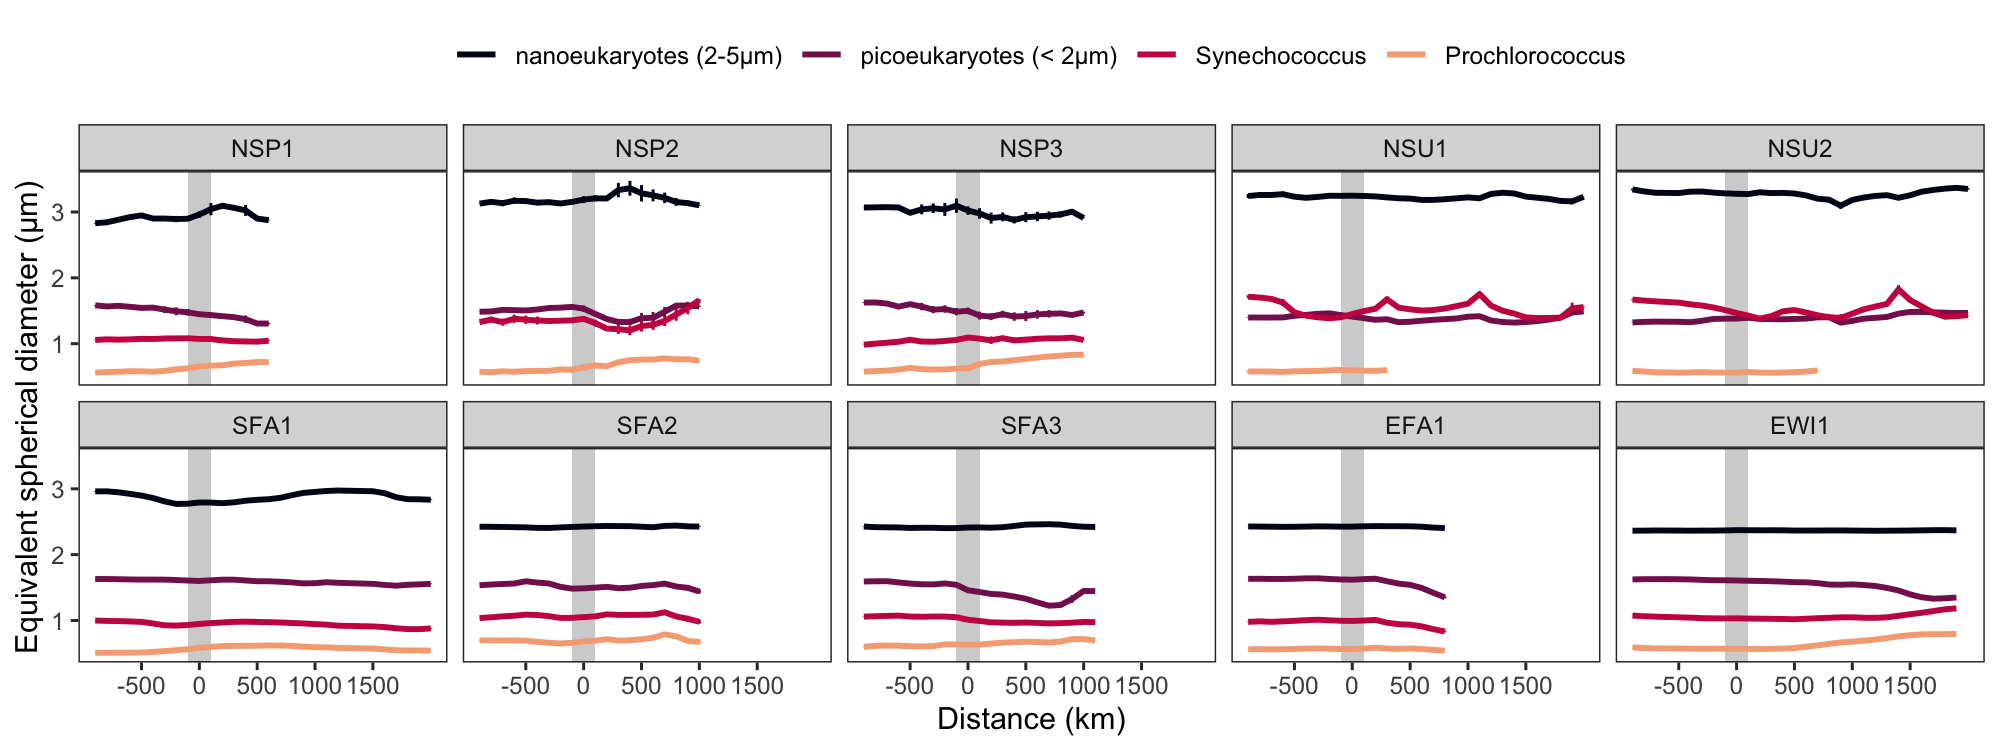 nanoeukaryotes (2-5µm) picoeukaryotes (< 2µm) Synechococcus Prochlorococcus
NSP1 NSP2 NSP3 NSU1 NSU2
3
2
1
SFA1 SFA2 SFA3 EFA1 EWI1
3
2
1
-500 0 500 1000 1500 -500 0 500 1000 1500 -500 0 500 1000 1500 -500 0 500 1000 1500 -500 0 500 1000 1500
Distance (km)
Equivalent spherical diameter (µm)